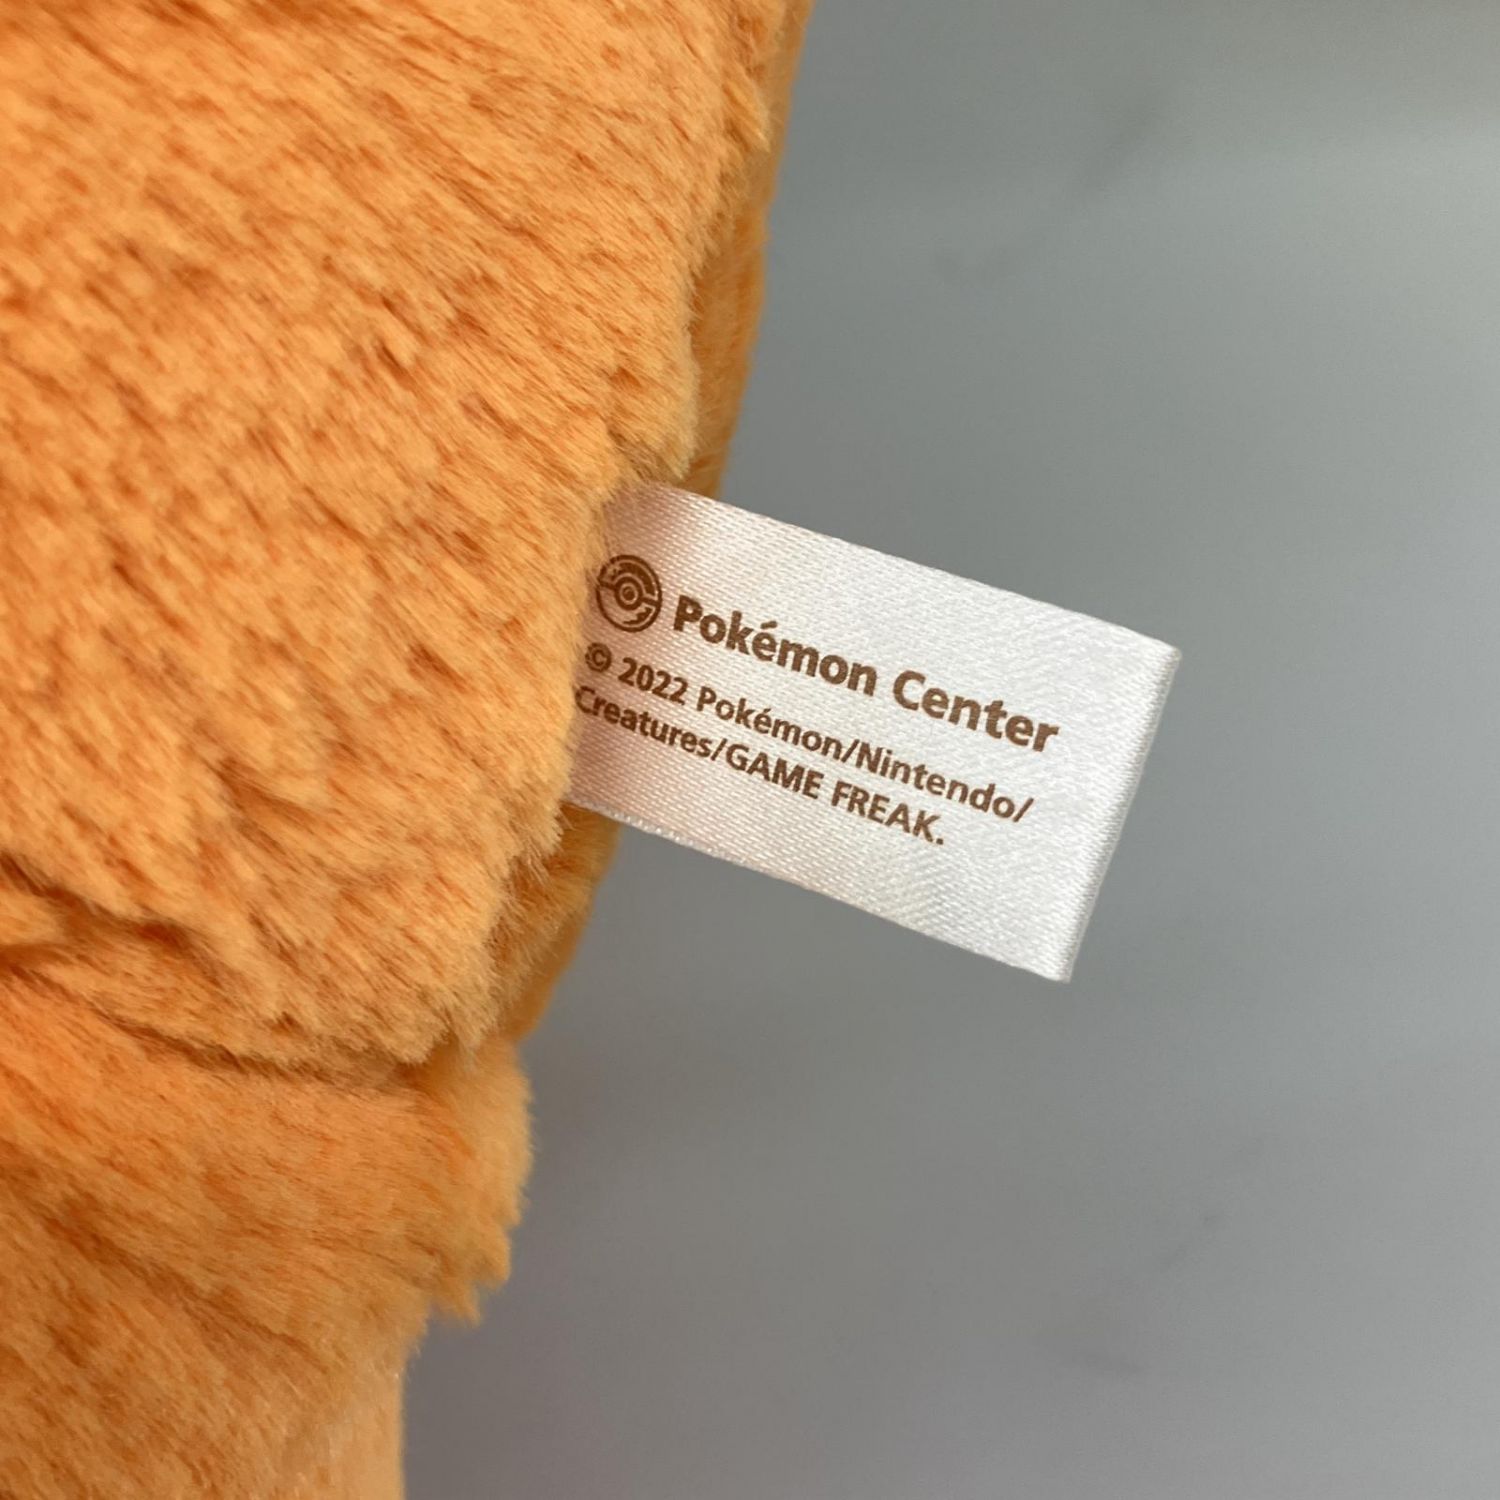 Pokémon Center
© 2022 Pokémon/Nintendo/
Creatures/GAME FREAK.